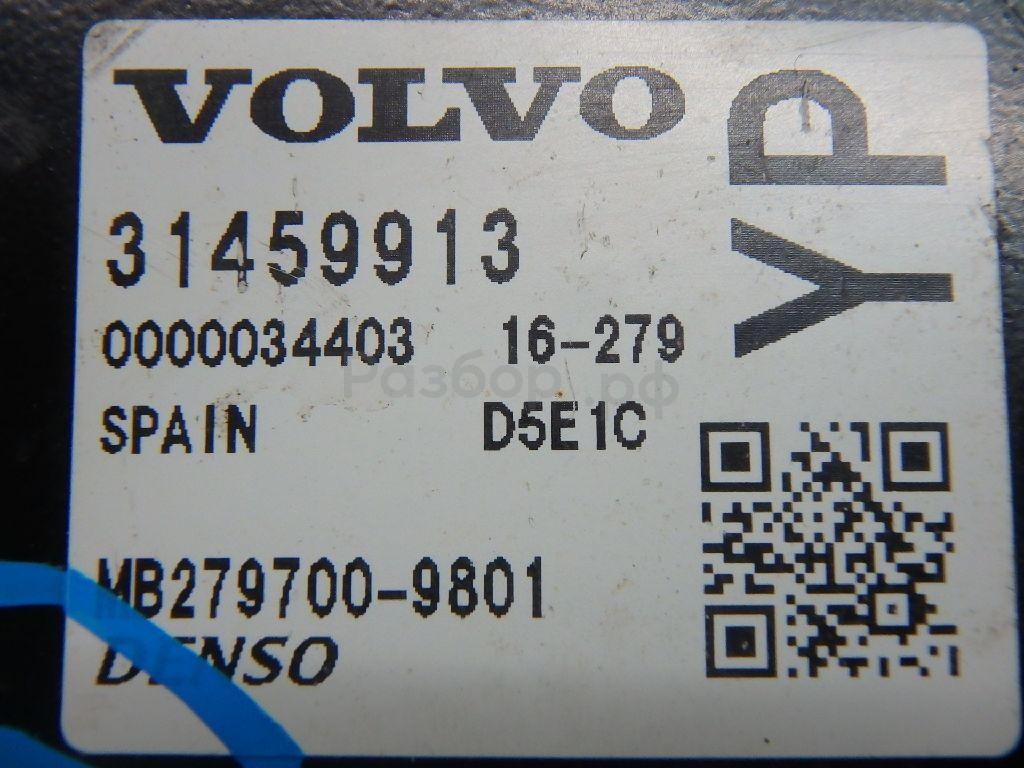 VOLVO
YP
31459913
0000034403 16-279
Разбор.рф
SPAIN D5E1C
MB279700-9801
DENSO